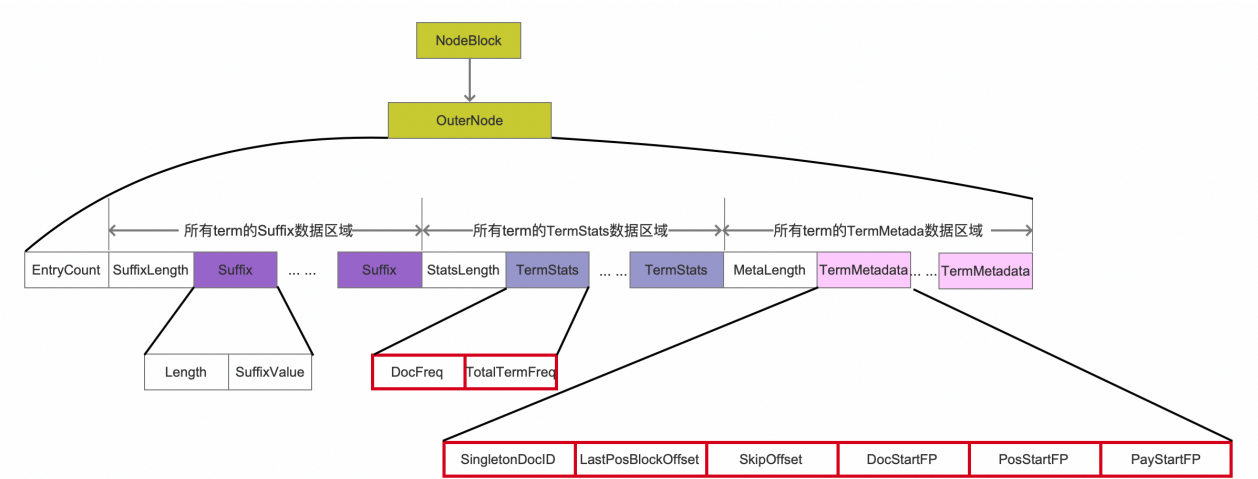 NodeBlock
OuterNode
所有term的Suffix数据区域
所有term的TermStats数据区域
所有term的TermMetada数据区域
EntryCount SuffixLength Suffix ... ... Suffix StatsLength TermStats ... ... TermStats MetaLength TermMetadata ... ... TermMetadata
Length SuffixValue
DocFreq TotalTermFreq
SingletonDocID LastPosBlockOffset SkipOffset DocStartFP PosStartFP PayStartFP